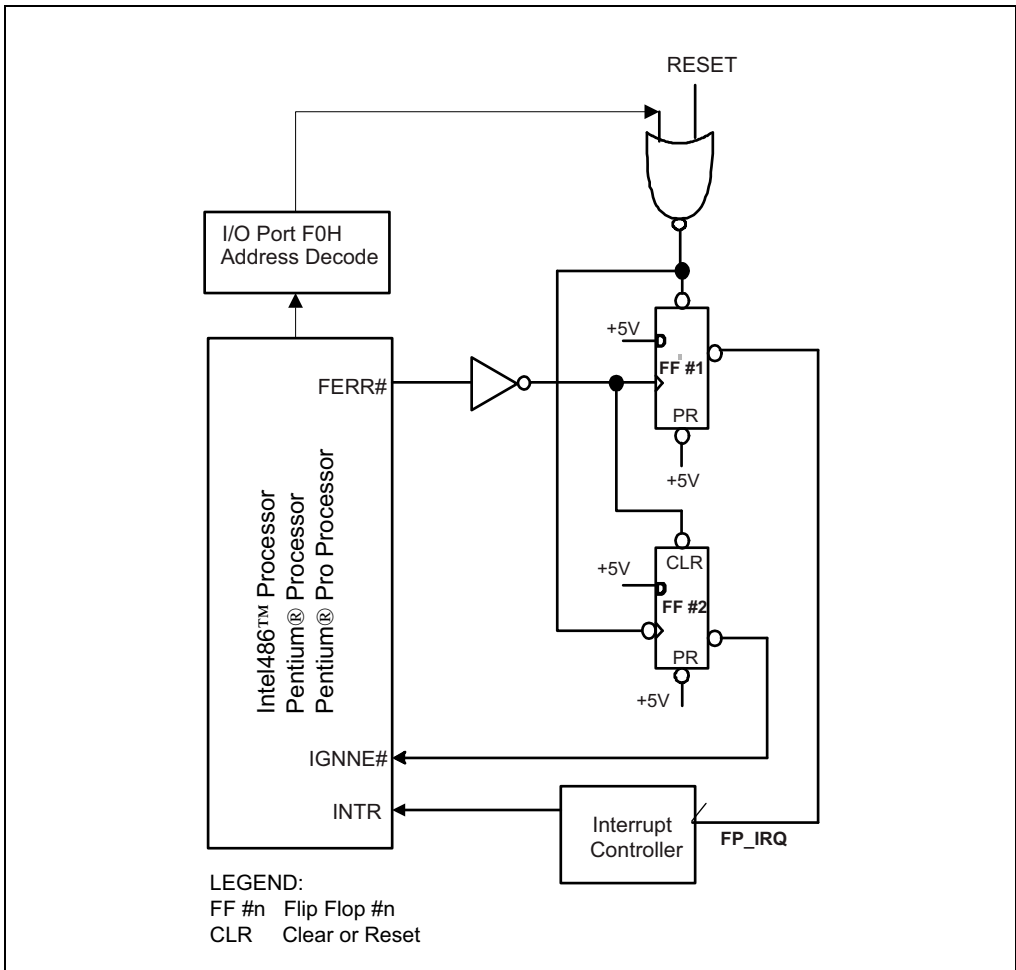 RESET
I/O Port F0H
Address Decode
+5V
FF #1
FERR#
PR
+5V
Intel486™ Processor
Pentium® Processor
Pentium® Pro Processor
CLR
+5V
FF #2
PR
+5V
IGNNE#
INTR
Interrupt
Controller
FP_IRQ
LEGEND:
FF #n Flip Flop #n
CLR Clear or Reset